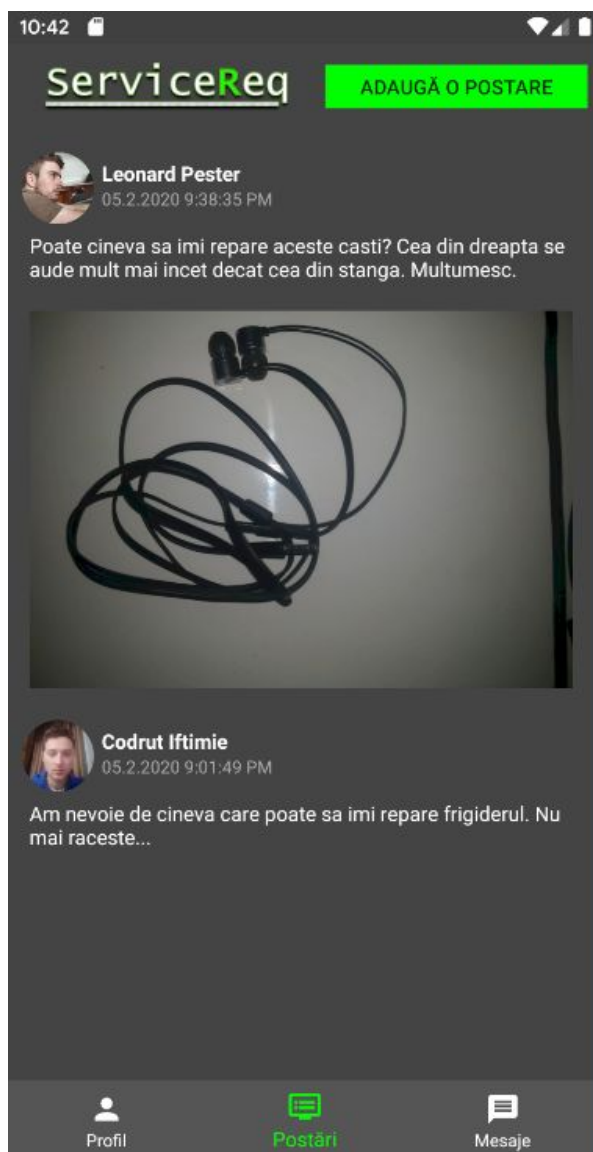 10:42
ServiceReq
ADAUGĂ O POSTARE
Leonard Pester
05.2.2020 9:38:35 PM
Poate cineva sa imi repare aceste casti? Cea din dreapta se
aude mult mai incet decat cea din stanga. Multumesc.
Codrut Iftimie
05.2.2020 9:01:49 PM
Am nevoie de cineva care poate sa imi repare frigiderul. Nu
mai raceste...
Profil
Postări
Mesaje